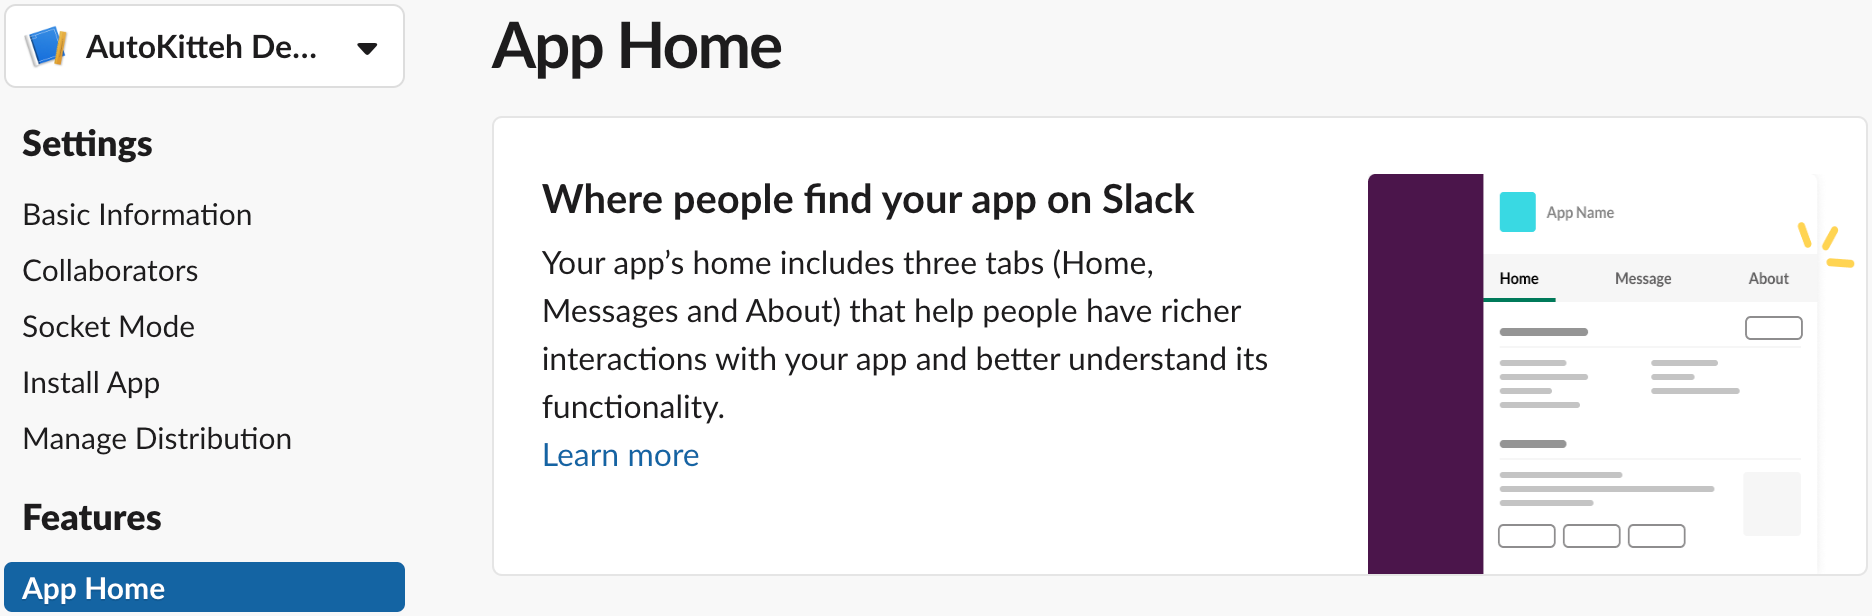 AutoKitteh De...
Settings
Basic Information
Collaborators
Socket Mode
Install App
Manage Distribution
Features
App Home
App Home
Where people find your app on Slack
Your app’s home includes three tabs (Home,
Messages and About) that help people have richer
interactions with your app and better understand its
functionality.
Learn more
App Name
Home Message About